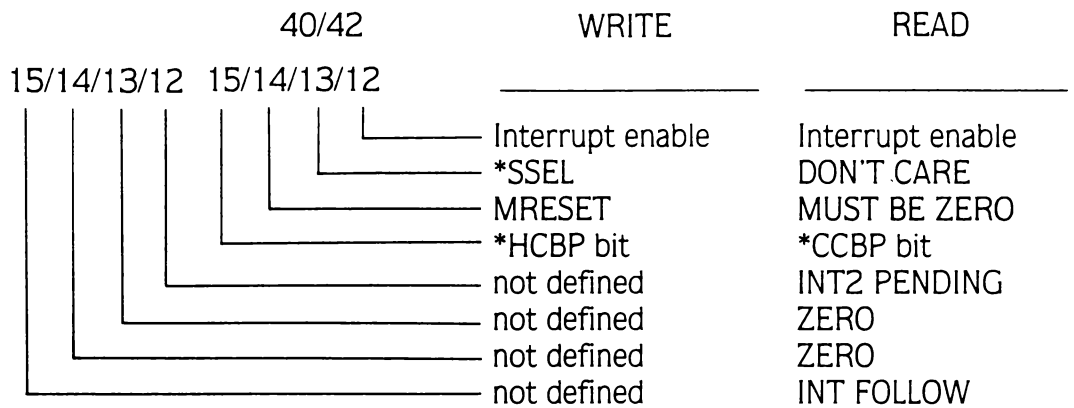 40/42 WRITE READ
15/14/13/12 15/14/13/12
Interrupt enable Interrupt enable
*SSEL DON'T CARE
MRESET MUST BE ZERO
*HCBP bit *CCBP bit
not defined INT2 PENDING
not defined ZERO
not defined ZERO
not defined INT FOLLOW